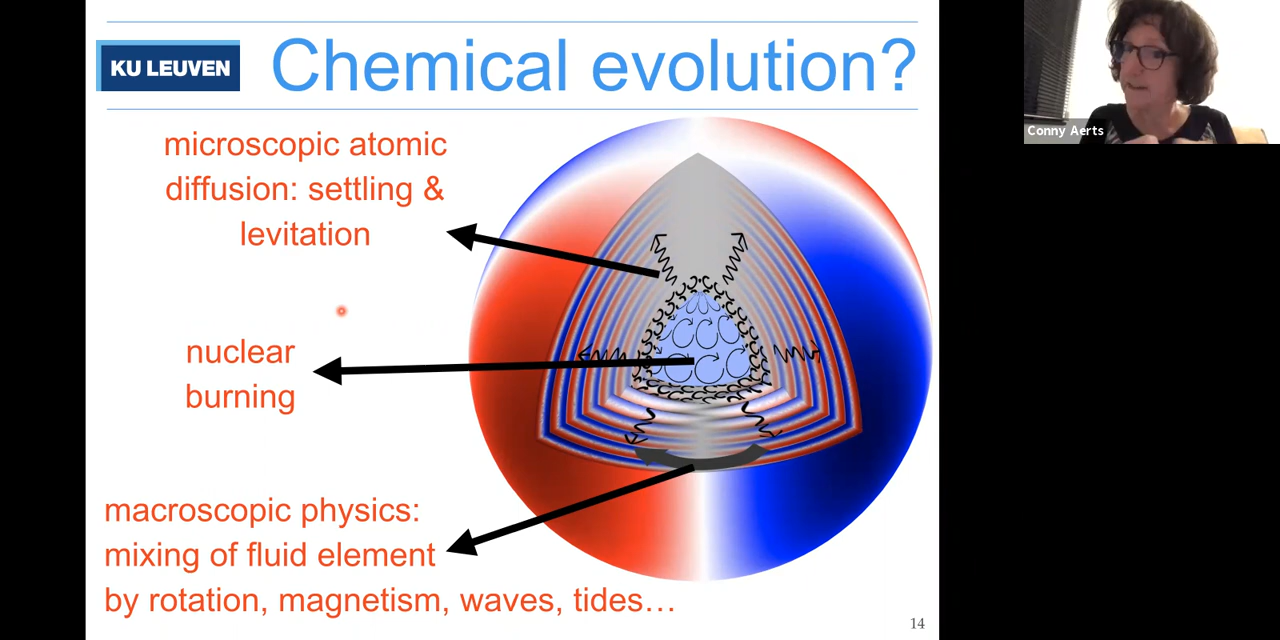 KU LEUVEN
Chemical evolution?
microscopic atomic
diffusion: settling &
levitation
nuclear
burning
macroscopic physics:
mixing of fluid element
by rotation, magnetism, waves, tides…
14
Conny Aerts